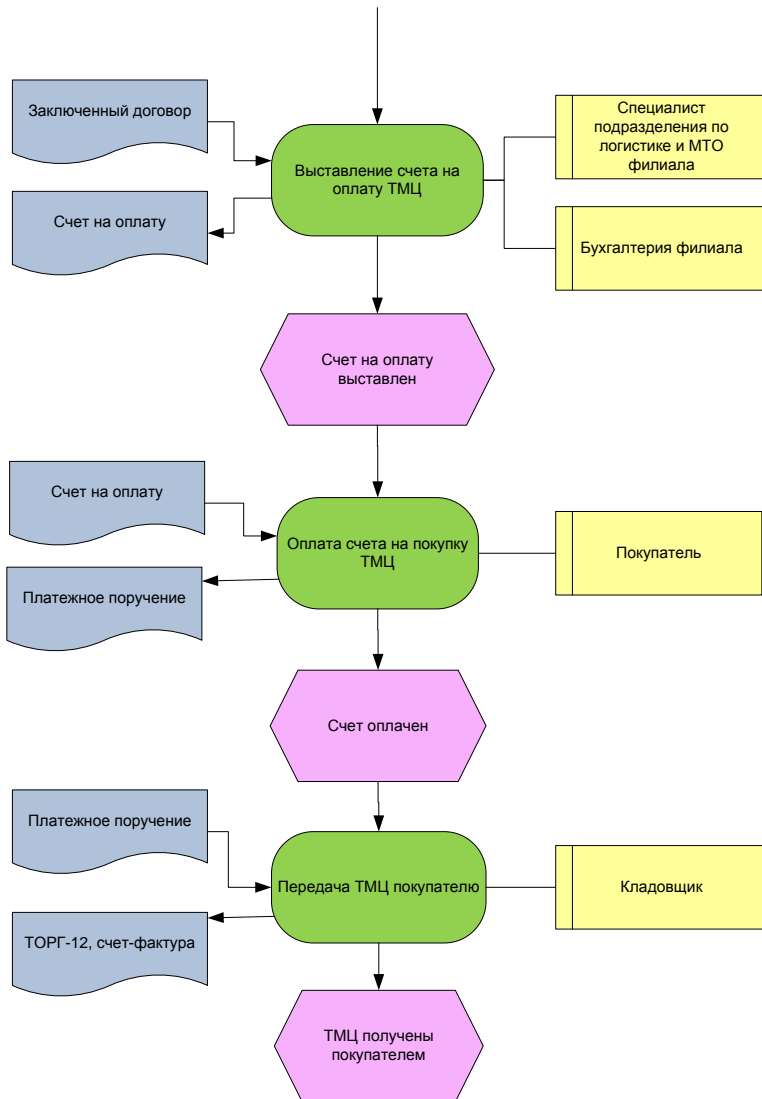 Заключенный договор
Счет на оплату
Выставление счета на
оплату ТМЦ
Специалист
подразделения по
логистике и МТО
филиала
Бухгалтерия филиала
Счет на оплату
выставлен
Счет на оплату
Платежное поручение
Оплата счета на покупку
ТМЦ
Покупатель
Счет оплачен
Платежное поручение
ТОРГ-12, счет-фактура
Передача ТМЦ покупателю
Кладовщик
ТМЦ получены
покупателем